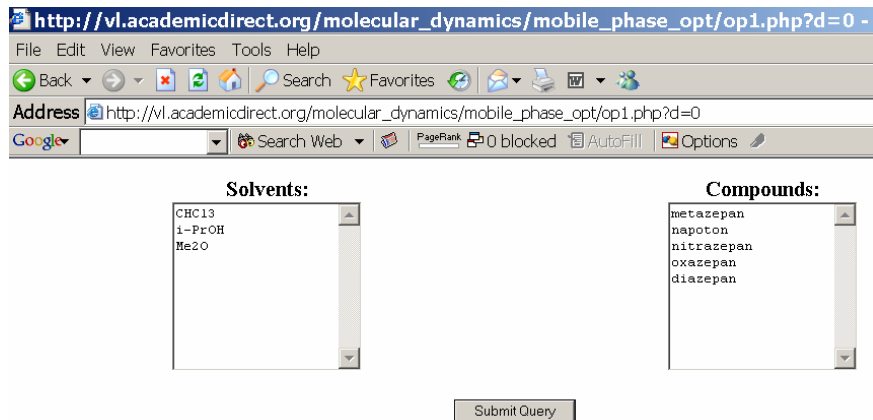 http://vl.academicdirect.org/molecular_dynamics/mobile_phase_opt/op1.php?d=0 -
File Edit View Favorites Tools Help
Back Search Favorites
Address http://vl.academicdirect.org/molecular_dynamics/mobile_phase_opt/op1.php?d=0
Google Search Web PageRank 0 blocked AutoFill Options
Solvents: Compounds:
CHCl3 metazepan
i-PrOH napoton
Me2O nitrazepan
oxazepan
diazepan
Submit Query